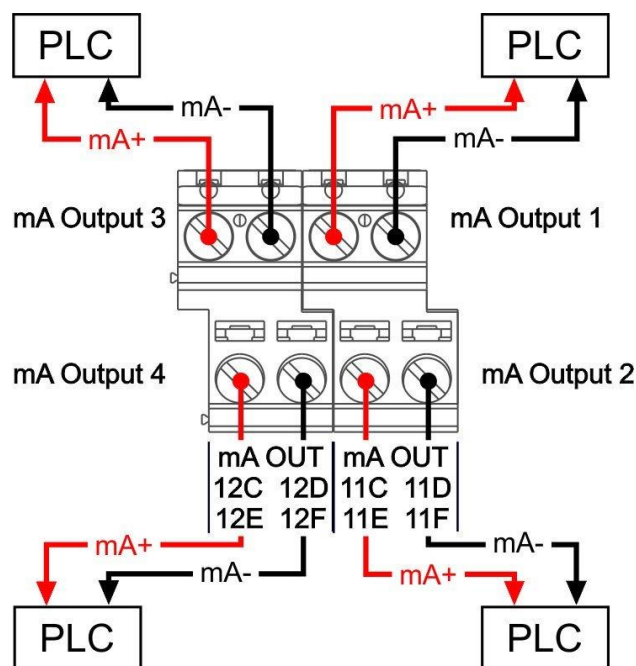 PLC PLC
mA- mA+
mA+ mA-
mA Output 3 mA Output 1
mA Output 4 mA Output 2
mA OUT mA OUT
12C 12D 11C 11D
12E 12F 11E 11F
mA+ mA-
mA- mA+
PLC PLC